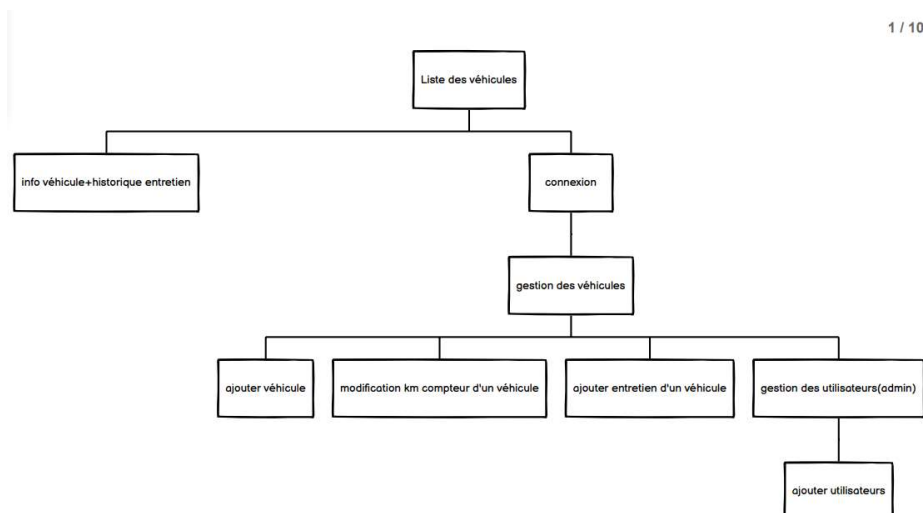 1 / 10
Liste des véhicules
info véhicule+historique entretien
connexion
gestion des véhicules
ajouter véhicule
modification km compteur d'un véhicule
ajouter entretien d'un véhicule
gestion des utilisateurs(admin)
ajouter utilisateurs